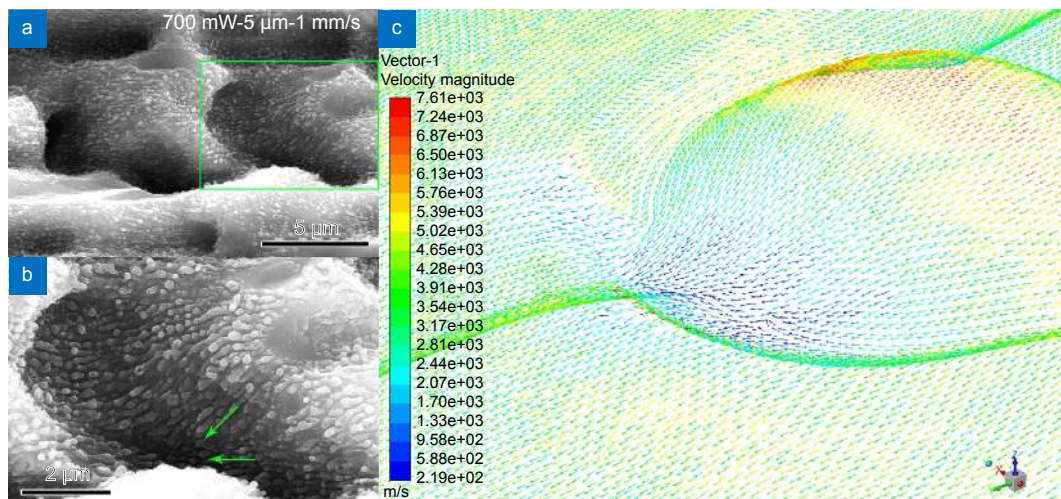 a
700 mW-5 µm-1 mm/s
5 µm
b
2 µm
c
Vector-1
Velocity magnitude
7.61e+03
7.24e+03
6.87e+03
6.50e+03
6.13e+03
5.76e+03
5.39e+03
5.02e+03
4.65e+03
4.28e+03
3.91e+03
3.54e+03
3.17e+03
2.81e+03
2.44e+03
2.07e+03
1.70e+03
1.33e+03
9.58e+02
5.88e+02
2.19e+02
m/s
Z
X